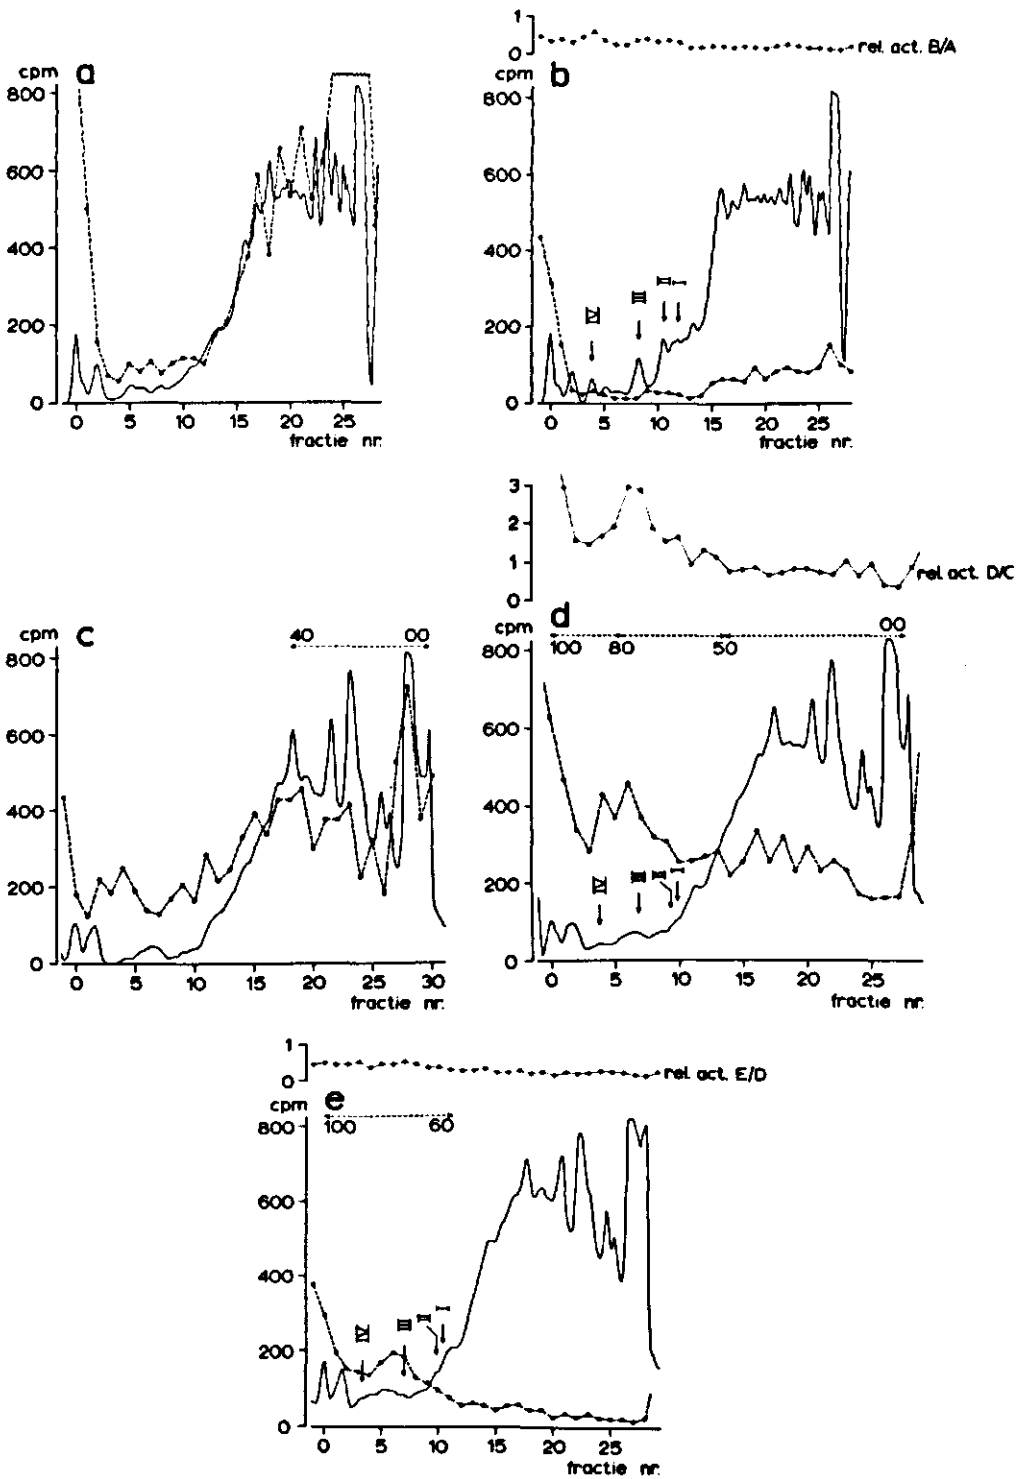 cpm a
800
600
400
200
0
0 5 10 15 20 25
fractie nr.
1
0
rel. act. B/A
cpm b
800
600
400
200
0
IV III II I
0 5 10 15 20 25
fractie nr.
cpm c
40 00
800
600
400
200
0
0 5 10 15 20 25 30
fractie nr.
3
2
1
0
rel. act. D/C
cpm d
100 80 50 00
800
600
400
200
0
IV III II I
0 5 10 15 20 25
fractie nr.
1
0
rel. act. E/D
cpm e
100 60
800
600
400
200
0
IV III II I
0 5 10 15 20 25
fractie nr.